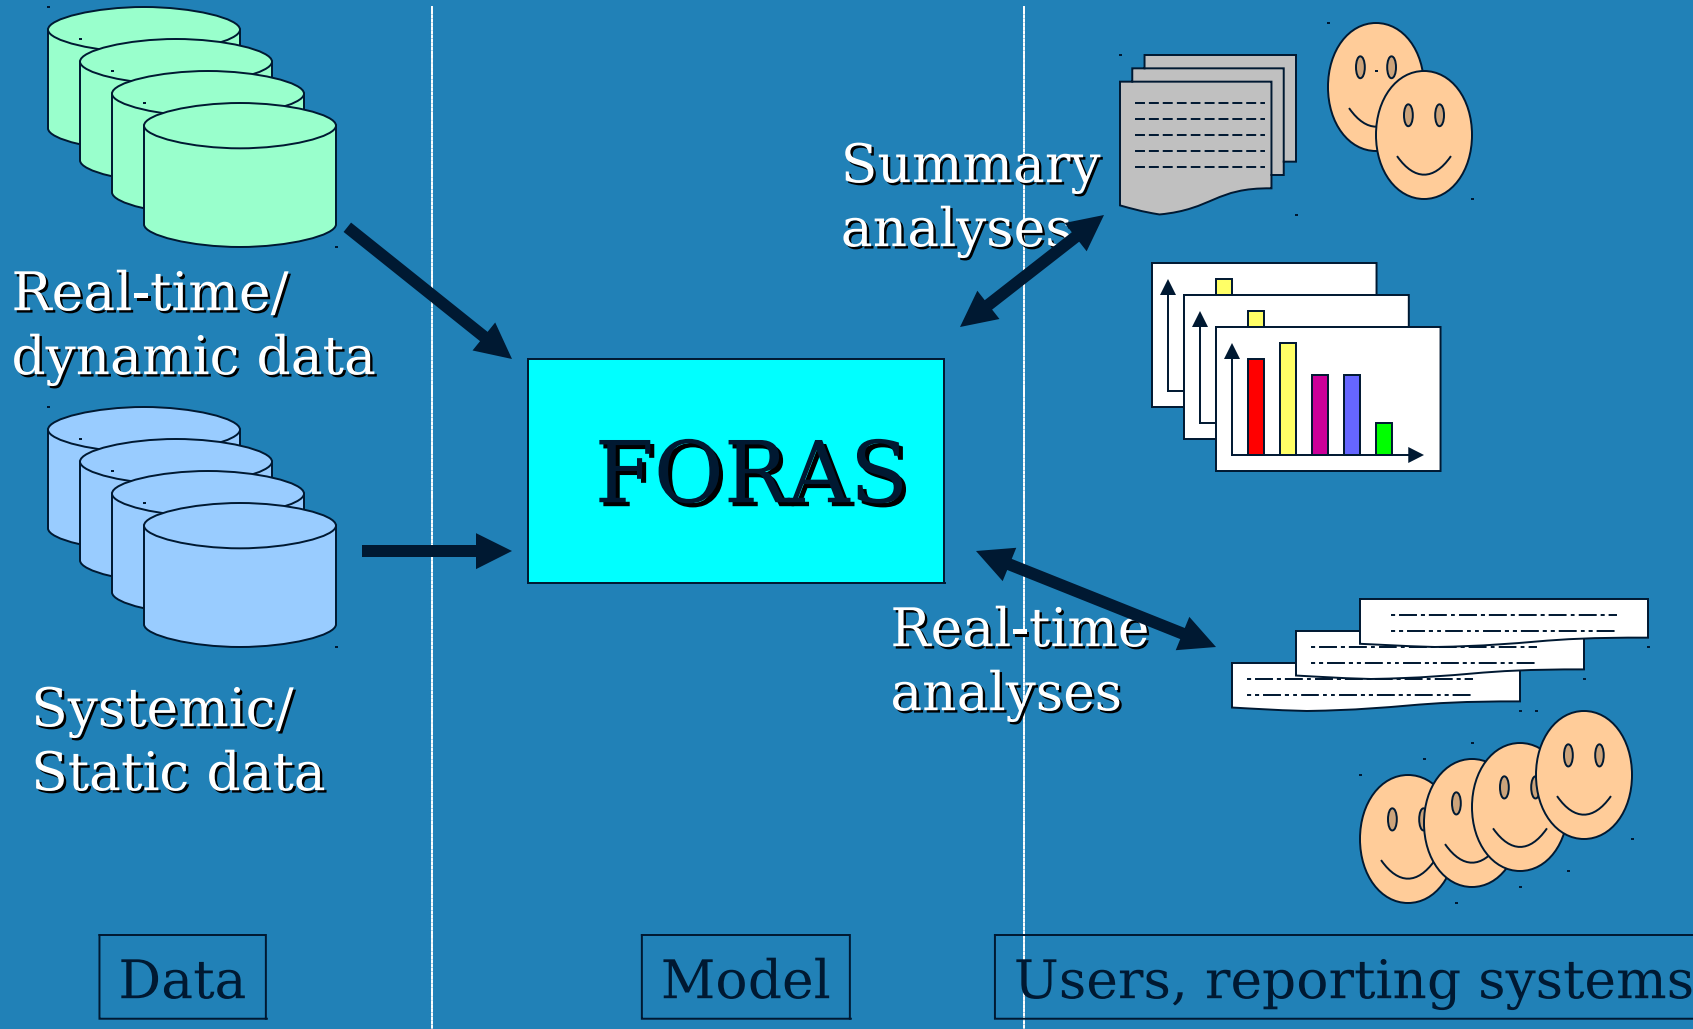 Summary
analyses
Real-time/
dynamic data
FORAS
Real-time
analyses
Systemic/
Static data
Data
Model
Users, reporting systems